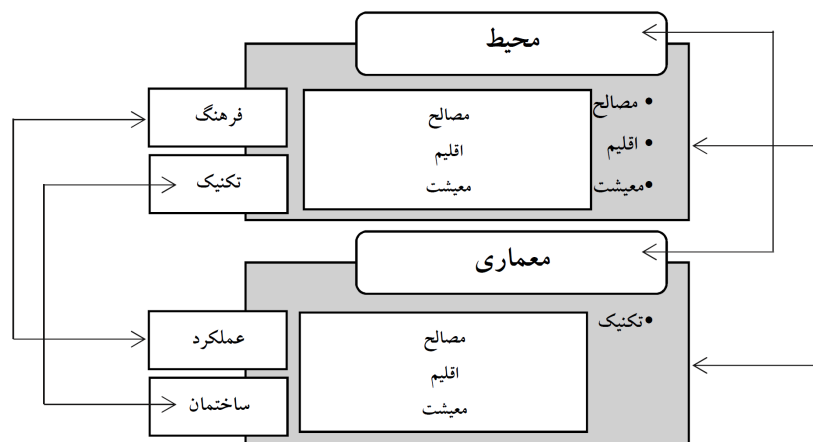 محیط
• مصالح
• اقلیم
• معیشت
مصالح
اقلیم
معیشت
فرهنگ
تکنیک
معماری
• تکنیک
مصالح
اقلیم
معیشت
عملکرد
ساختمان